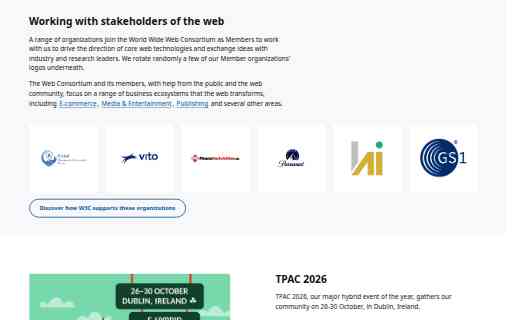 Working with stakeholders of the web
A range of organizations join the World Wide Web Consortium as Members to work
with us to drive the direction of core web technologies and exchange ideas with
industry and research leaders. We rotate randomly a few of our Member organizations'
logos underneath.
The Web Consortium and its members, with help from the public and the web
community, focus on a range of business ecosystems that the web transforms,
including E-commerce, Media & Entertainment, Publishing and several other areas.
vito
Paramount
GS1
Discover how W3C supports these organizations
26–30 OCTOBER
DUBLIN, IRELAND
TPAC 2026
TPAC 2026, our major hybrid event of the year, gathers our
community on 26-30 October, in Dublin, Ireland.